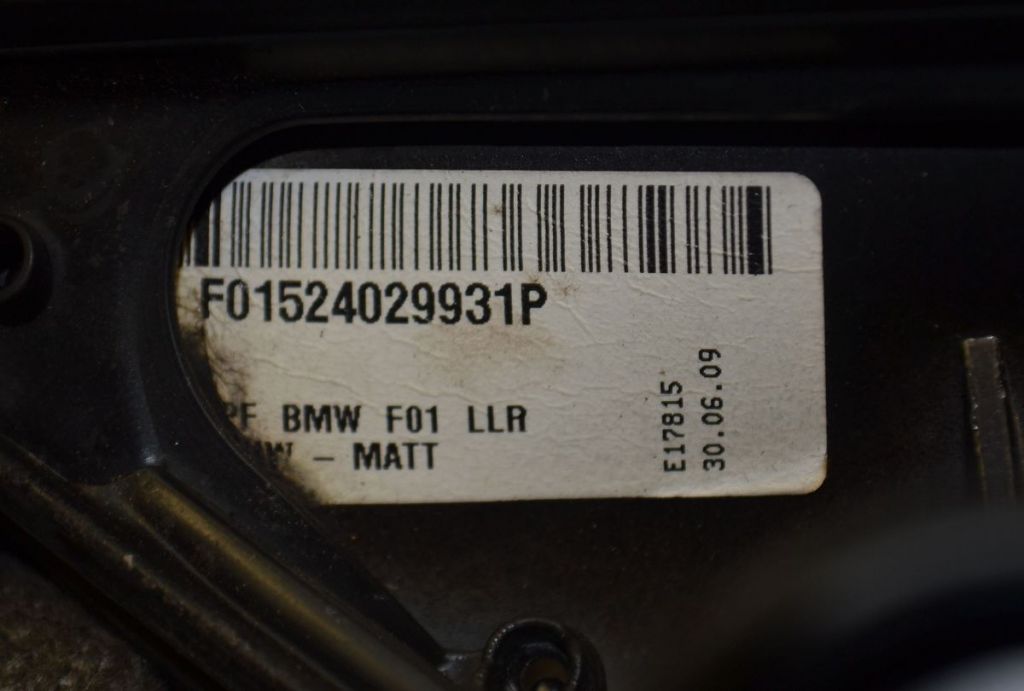 F01524029931P
BMW F01 LLR
- MATT
E17815
30.06.09